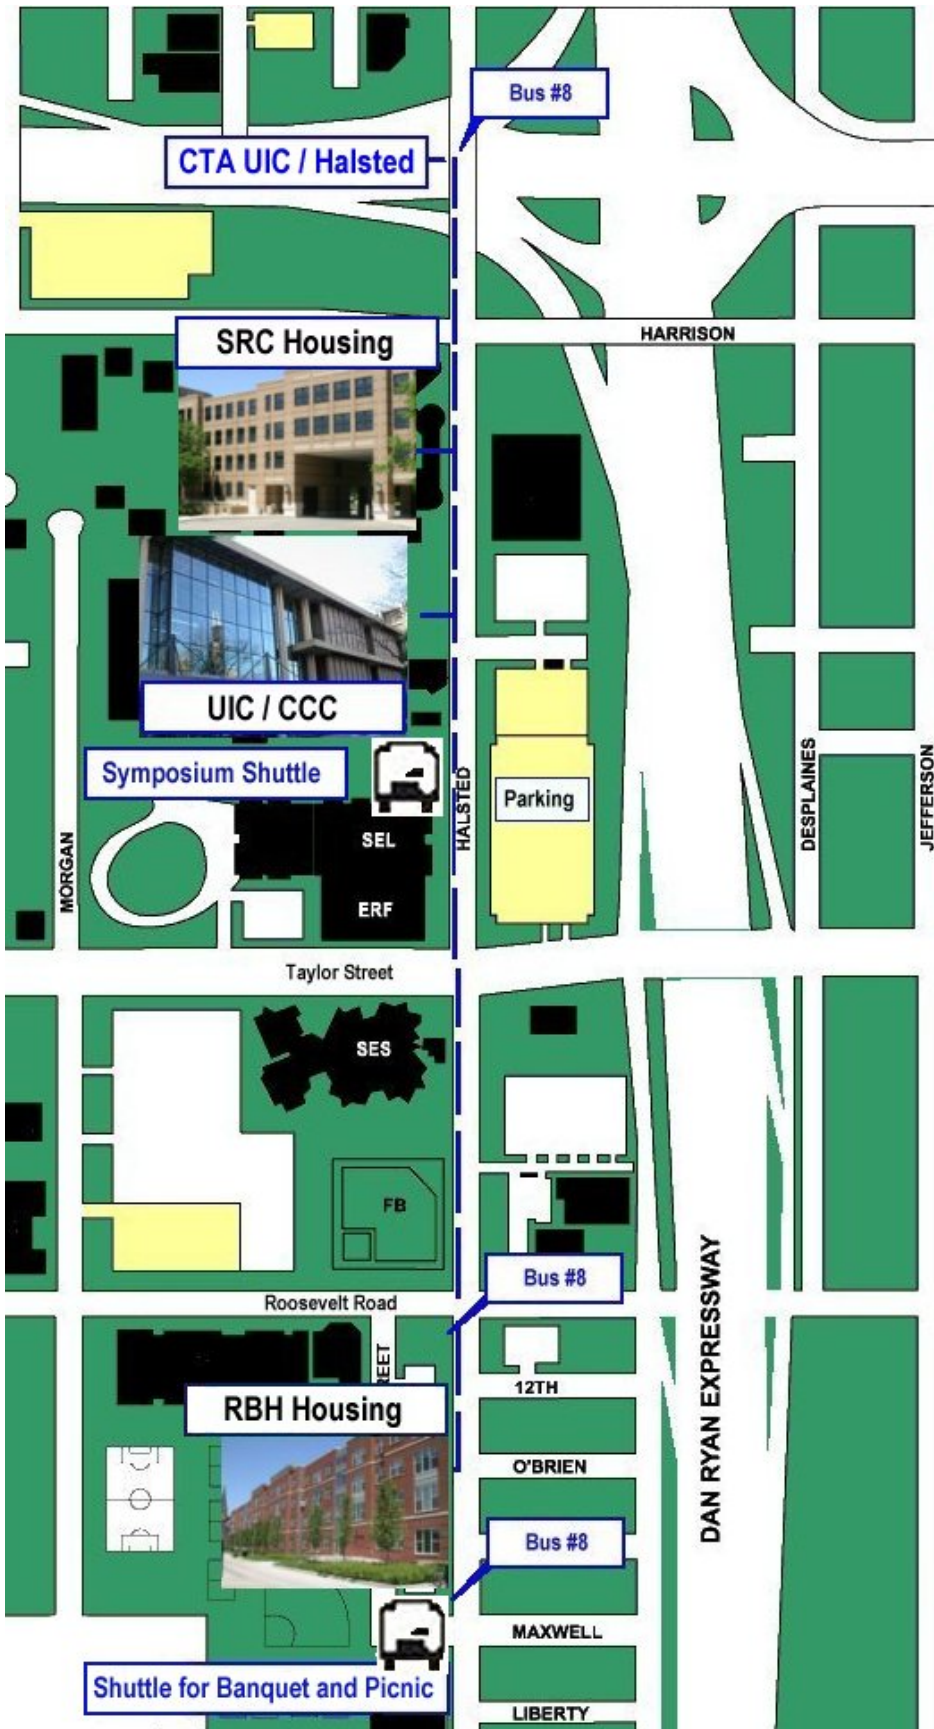 Bus #8
CTA UIC / Halsted
HARRISON
SRC Housing
UIC / CCC
Symposium Shuttle
Parking
HALSTED
DESPLAINES
JEFFERSON
MORGAN
SEL
ERF
Taylor Street
SES
FB
DAN RYAN EXPRESSWAY
Bus #8
Roosevelt Road
REET
12TH
RBH Housing
O'BRIEN
Bus #8
MAXWELL
Shuttle for Banquet and Picnic
LIBERTY